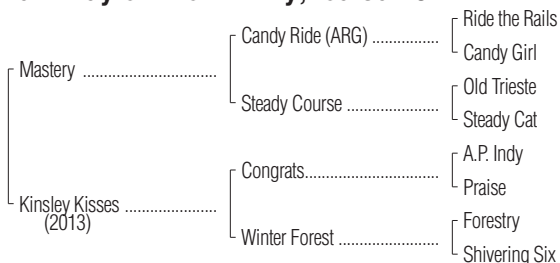 Ride the Rails
Candy Ride (ARG) ................
Candy Girl
Mastery ................................
Old Trieste
Steady Course ......................
Steady Cat
A.P. Indy
Congrats................................
Praise
Kinsley Kisses ......................
(2013)
Forestry
Winter Forest ........................
Shivering Six